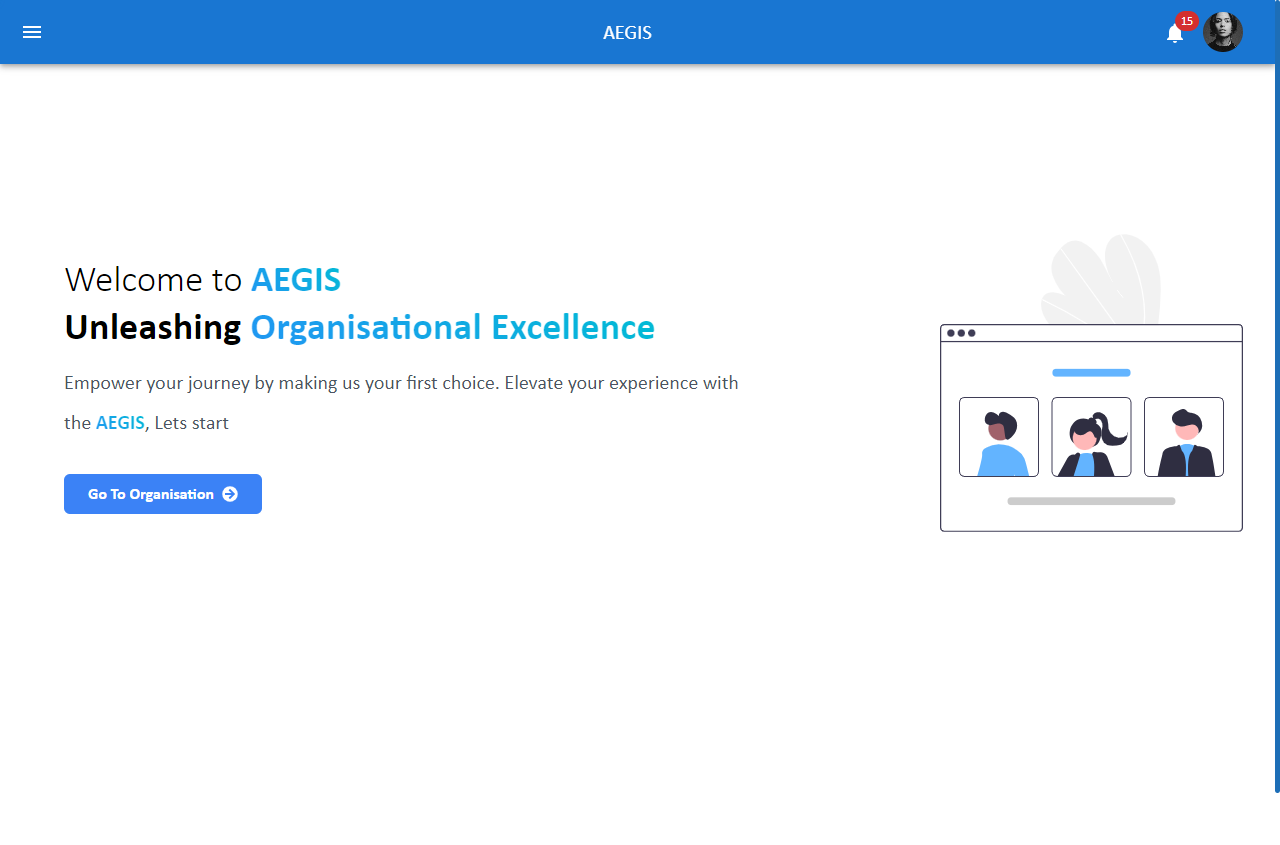 AEGIS
15
Welcome to AEGIS
Unleashing Organisational Excellence
Empower your journey by making us your first choice. Elevate your experience with
the AEGIS, Lets start
Go To Organisation